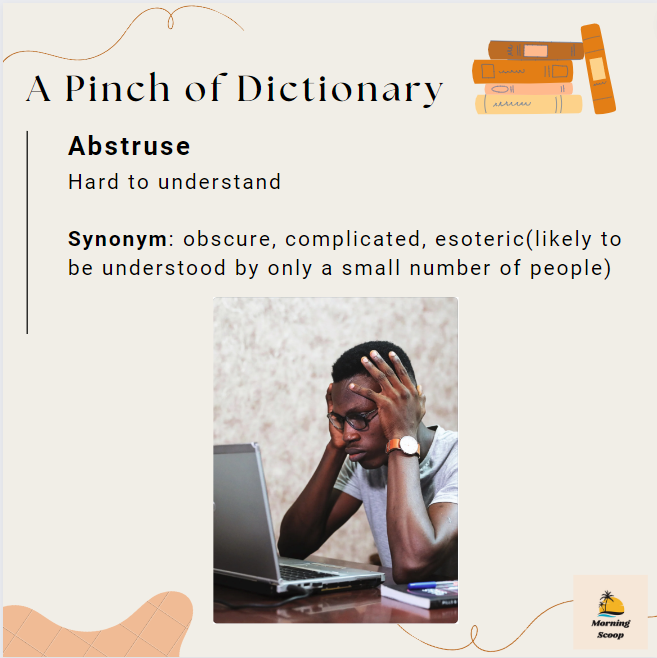 A Pinch of Dictionary
Abstruse
Hard to understand
Synonym: obscure, complicated, esoteric(likely to
be understood by only a small number of people)
Morning
Scoop